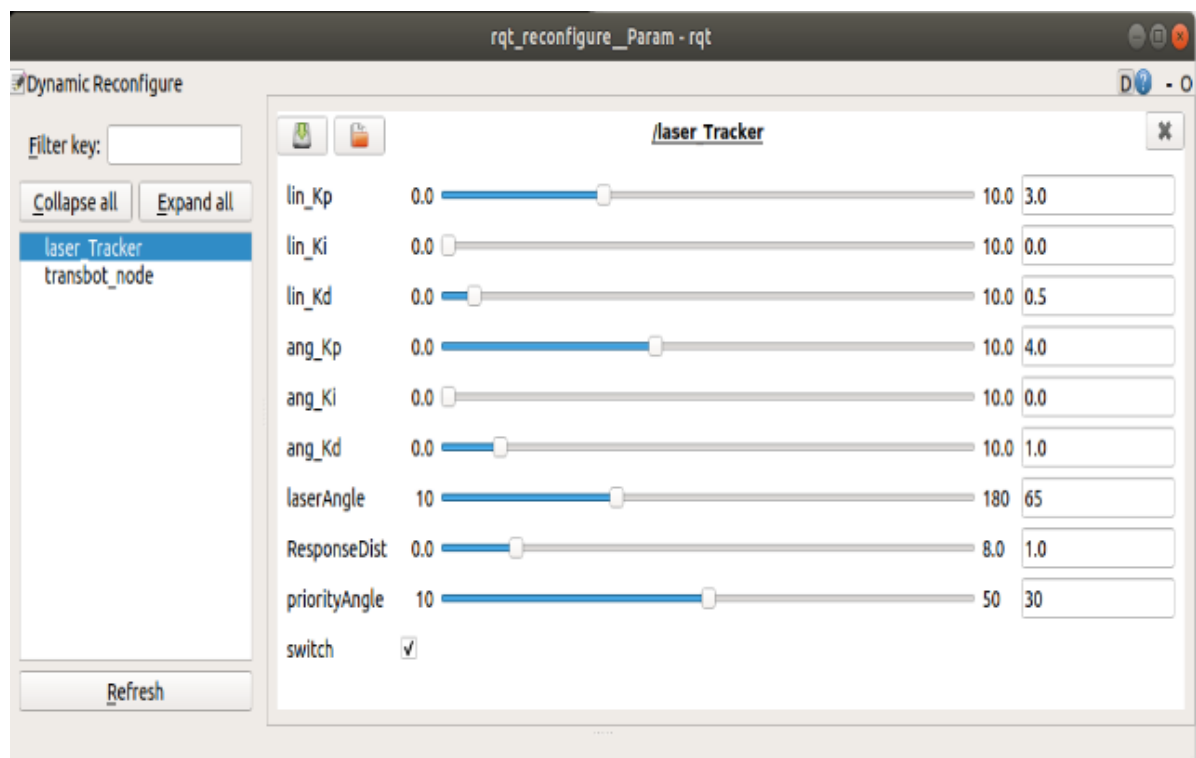 rqt_reconfigure__Param - rqt
Dynamic Reconfigure
D? - O
Filter key:
Collapse all Expand all
laser_Tracker
transbot_node
Refresh
/laser_Tracker
lin_Kp 0.0 10.0 3.0
lin_Ki 0.0 10.0 0.0
lin_Kd 0.0 10.0 0.5
ang_Kp 0.0 10.0 4.0
ang_Ki 0.0 10.0 0.0
ang_Kd 0.0 10.0 1.0
laserAngle 10 180 65
ResponseDist 0.0 8.0 1.0
priorityAngle 10 50 30
switch